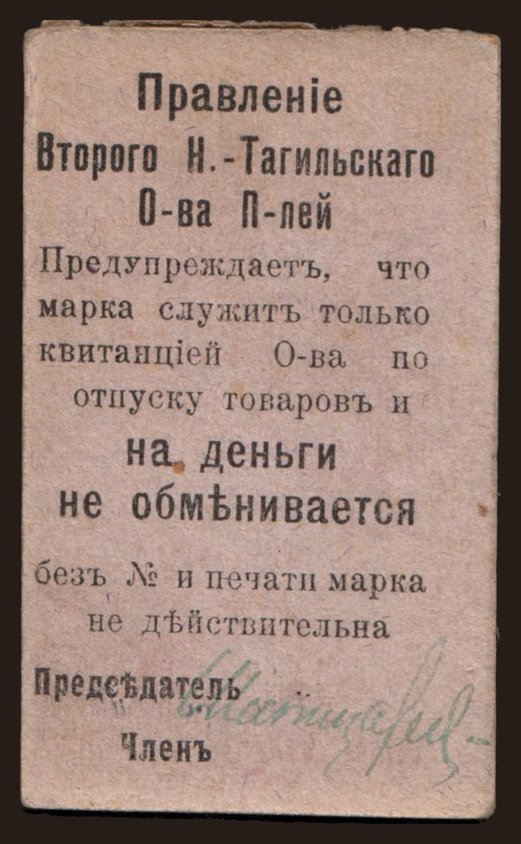 Правленіе
Второго Н.-Тагильскаго
О-ва П-лей
Предупреждаетъ, что
марка служитъ только
квитанціей О-ва по
отпуску товаровъ и
на деньги
не обмѣнивается
безъ № и печати марка
не дѣйствительна
Предсѣдатель
Членъ